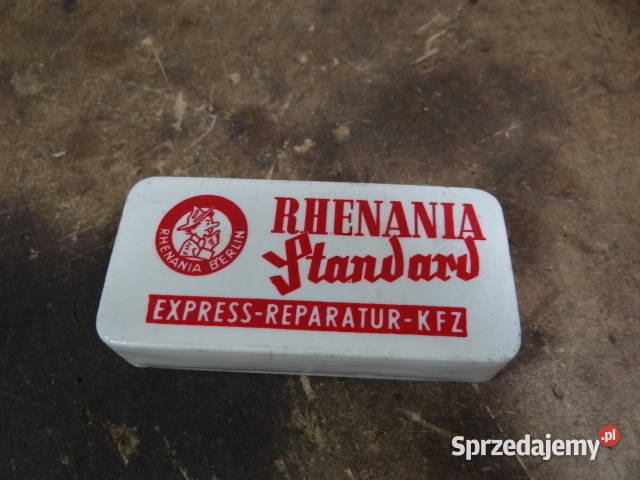 RHENANIA
Standard
RHENANIA BERLIN
EXPRESS-REPARATUR-KFZ
Sprzedajemy.pl